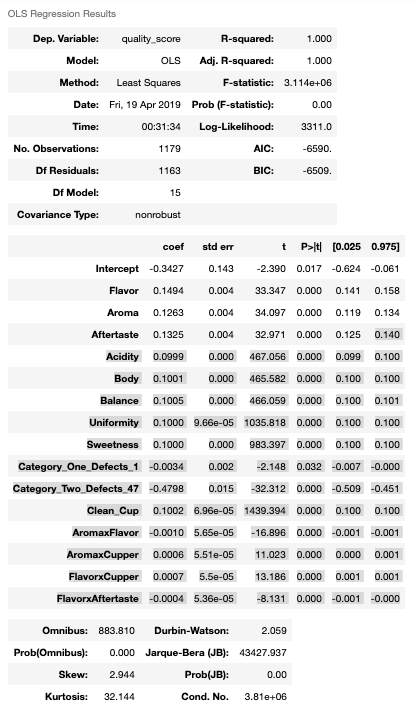 OLS Regression Results
Dep. Variable: quality_score R-squared: 1.000
Model: OLS Adj. R-squared: 1.000
Method: Least Squares F-statistic: 3.114e+06
Date: Fri, 19 Apr 2019 Prob (F-statistic): 0.00
Time: 00:31:34 Log-Likelihood: 3311.0
No. Observations: 1179 AIC: -6590.
Df Residuals: 1163 BIC: -6509.
Df Model: 15
Covariance Type: nonrobust
coef std err t P>|t| [0.025 0.975]
Intercept -0.3427 0.143 -2.390 0.017 -0.624 -0.061
Flavor 0.1494 0.004 33.347 0.000 0.141 0.158
Aroma 0.1263 0.004 34.097 0.000 0.119 0.134
Aftertaste 0.1325 0.004 32.971 0.000 0.125 0.140
Acidity 0.0999 0.000 467.056 0.000 0.099 0.100
Body 0.1001 0.000 465.582 0.000 0.100 0.100
Balance 0.1005 0.000 466.059 0.000 0.100 0.101
Uniformity 0.1000 9.66e-05 1035.818 0.000 0.100 0.100
Sweetness 0.1000 0.000 983.397 0.000 0.100 0.100
Category_One_Defects_1 -0.0034 0.002 -2.148 0.032 -0.007 -0.000
Category_Two_Defects_47 -0.4798 0.015 -32.312 0.000 -0.509 -0.451
Clean_Cup 0.1002 6.96e-05 1439.394 0.000 0.100 0.100
AromaxFlavor -0.0010 5.65e-05 -16.896 0.000 -0.001 -0.001
AromaxCupper 0.0006 5.51e-05 11.023 0.000 0.000 0.001
FlavorxCupper 0.0007 5.5e-05 13.186 0.000 0.001 0.001
FlavorxAftertaste -0.0004 5.36e-05 -8.131 0.000 -0.001 -0.000
Omnibus: 883.810 Durbin-Watson: 2.059
Prob(Omnibus): 0.000 Jarque-Bera (JB): 43427.937
Skew: 2.944 Prob(JB): 0.00
Kurtosis: 32.144 Cond. No. 3.81e+06